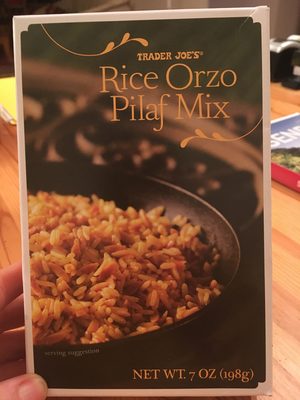 TRADER JOE'S®
Rice Orzo
Pilaf Mix
serving suggestion
NET WT. 7 OZ (198g)